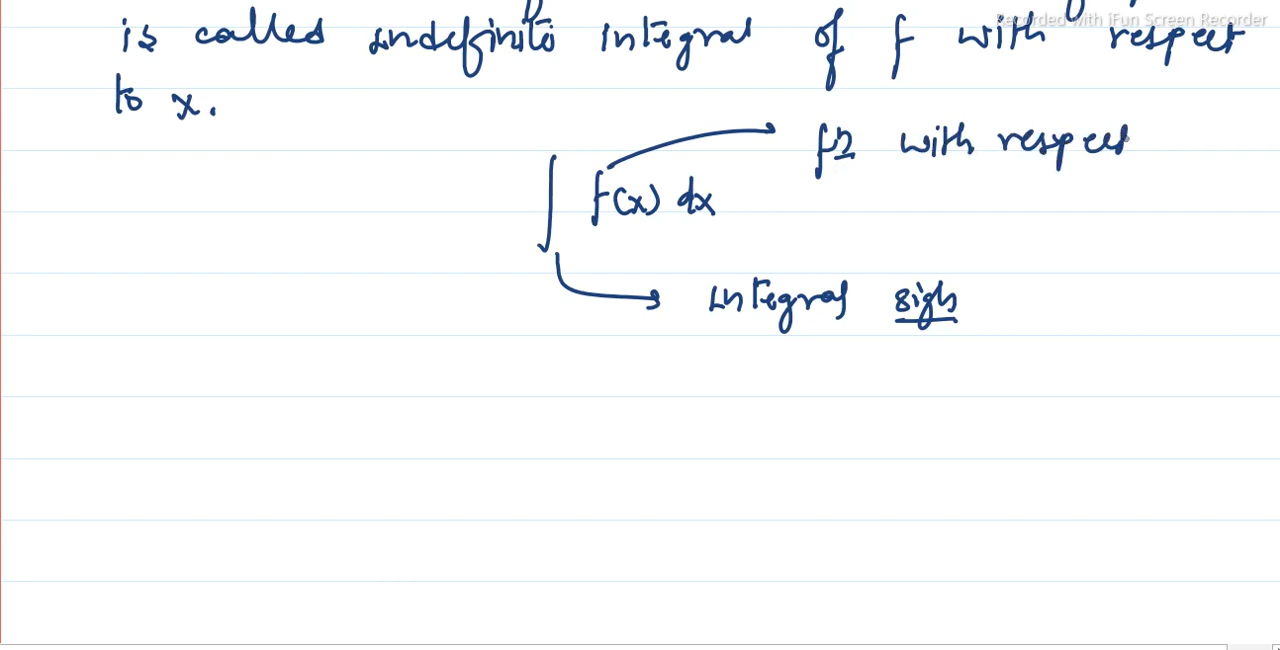 Recorded with iFun Screen Recorder
is called indefinite integral of f with respect
to x.
fn with respect
∫ f(x) dx
integral sign